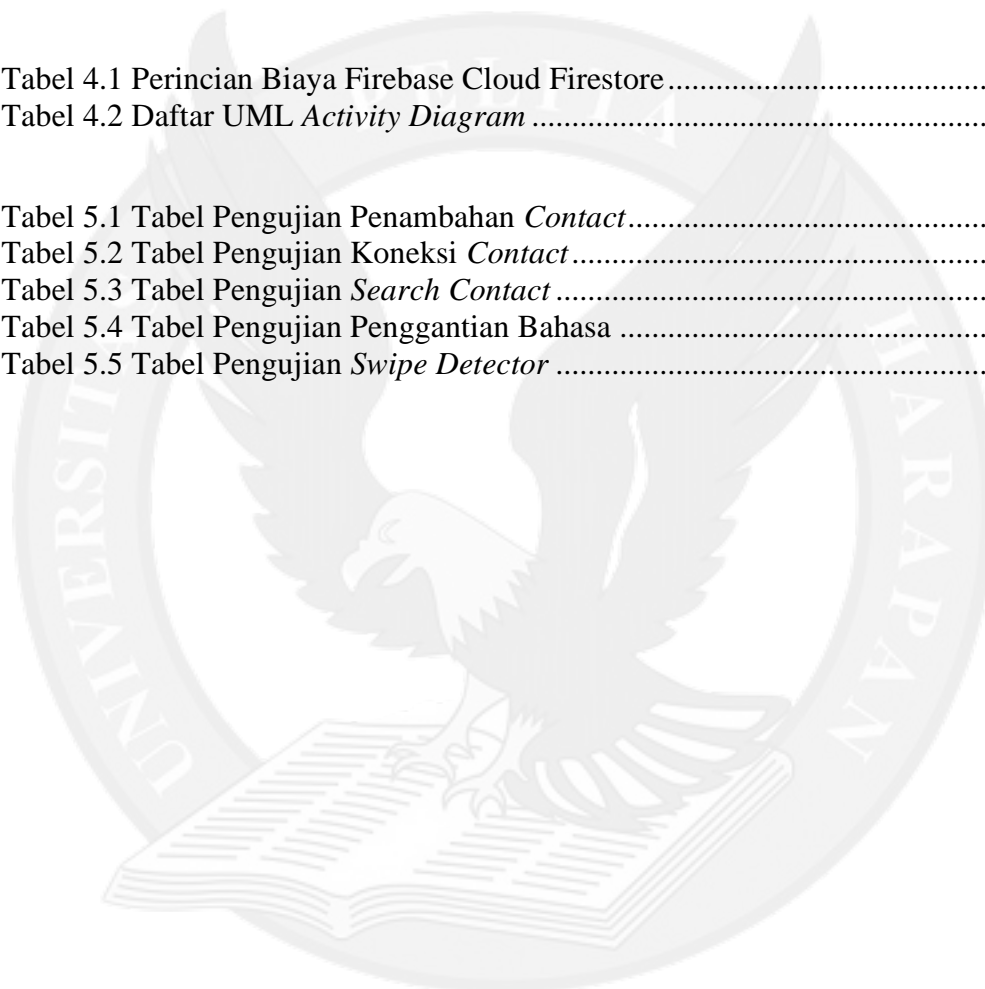 Tabel 4.1 Perincian Biaya Firebase Cloud Firestore.......................................
Tabel 4.2 Daftar UML Activity Diagram.......................................................
Tabel 5.1 Tabel Pengujian Penambahan Contact...........................................
Tabel 5.2 Tabel Pengujian Koneksi Contact..................................................
Tabel 5.3 Tabel Pengujian Search Contact....................................................
Tabel 5.4 Tabel Pengujian Penggantian Bahasa ............................................
Tabel 5.5 Tabel Pengujian Swipe Detector....................................................